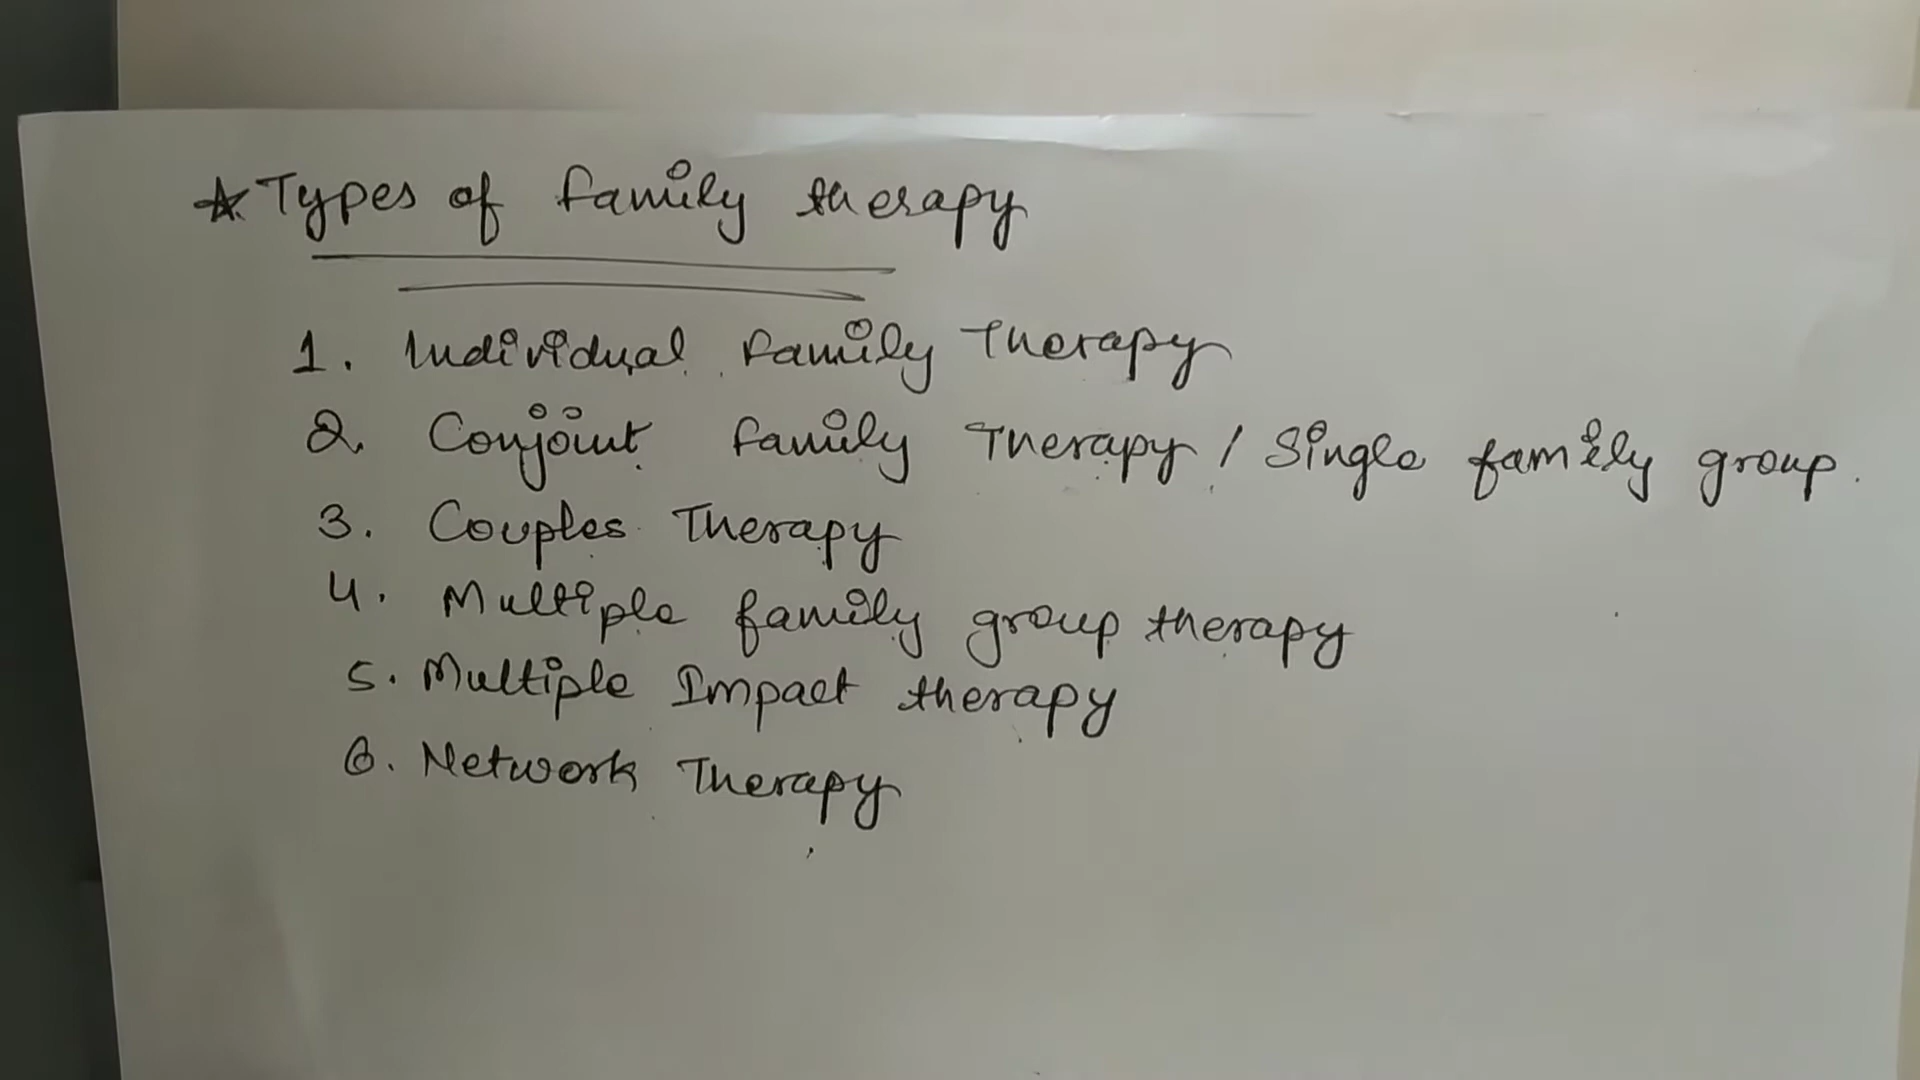 ☆ Types of family therapy
1. Individual family Therapy
2. Conjoint family Therapy / Single family group.
3. Couples Therapy
4. Multiple family group therapy
5. Multiple Impact therapy
6. Network Therapy